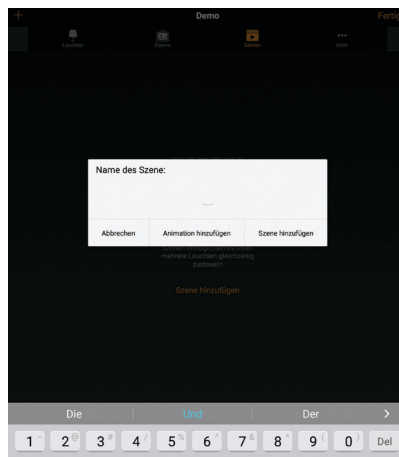 + Demo Fertig
Leuchten Galerie Szenen Mehr
Name des Szene:
Abbrechen Animation hinzufügen Szene hinzufügen
mehrere Leuchten gleichzeitig
zusteuern
Szene hinzufügen
Die Und Der >
1 - 2 @ 3 # 4 / 5 % 6 ^ 7 & 8 * 9 ( 0 ) Del